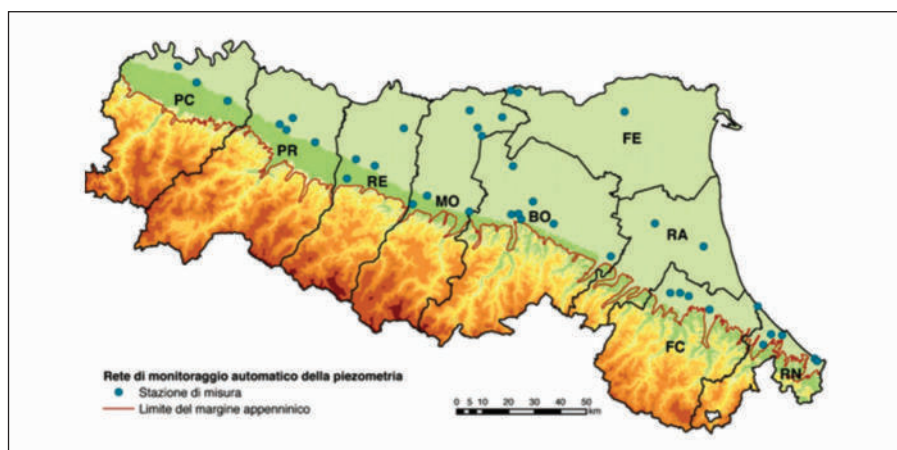 PC
PR
RE
MO
BO
FE
RA
FC
RN
Rete di monitoraggio automatico della piezometria
Stazione di misura
Limite del margine appenninico
0 5 10 20 30 40 50
km